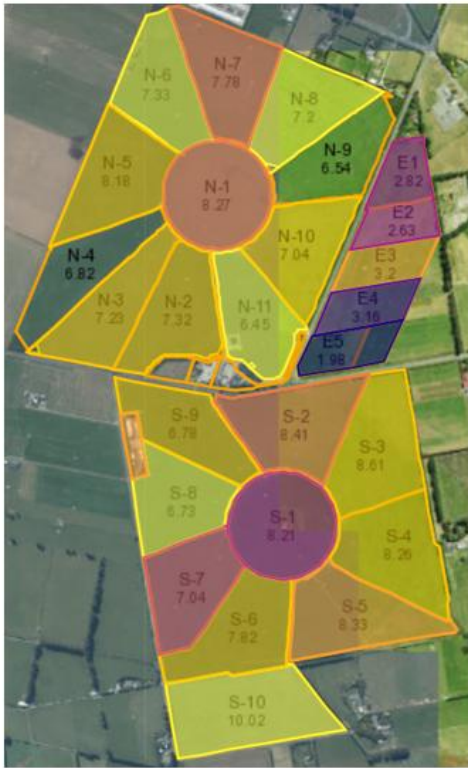 N-7
7.78
N-6
7.33
N-8
7.2
N-9
6.54
N-5
8.18
E1
2.82
N-1
8.27
E2
2.63
N-10
7.04
N-4
6.82
E3
3.2
N-3
7.23
N-2
7.32
N-11
6.45
E4
3.16
E5
1.98
S-9
6.78
S-2
8.41
S-3
8.61
S-8
6.73
S-1
8.21
S-4
8.26
S-7
7.04
S-6
7.82
S-5
8.33
S-10
10.02